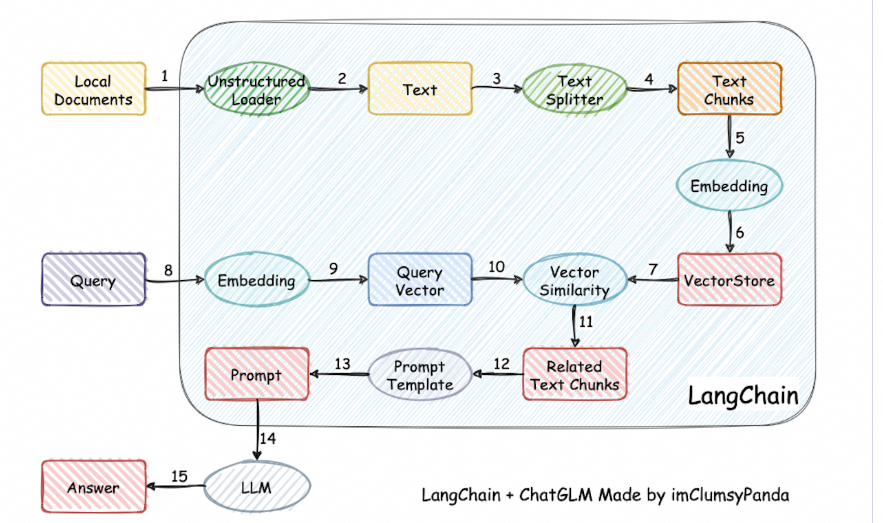 1
2
3
4
Local
Documents
Unstructured
Loader
Text
Text
Splitter
Text
Chunks
5
Embedding
6
8
9
10
7
Query
Embedding
Query
Vector
Vector
Similarity
VectorStore
11
13
12
Prompt
Prompt
Template
Related
Text Chunks
LangChain
14
15
Answer
LLM
LangChain + ChatGLM Made by imClumsyPanda